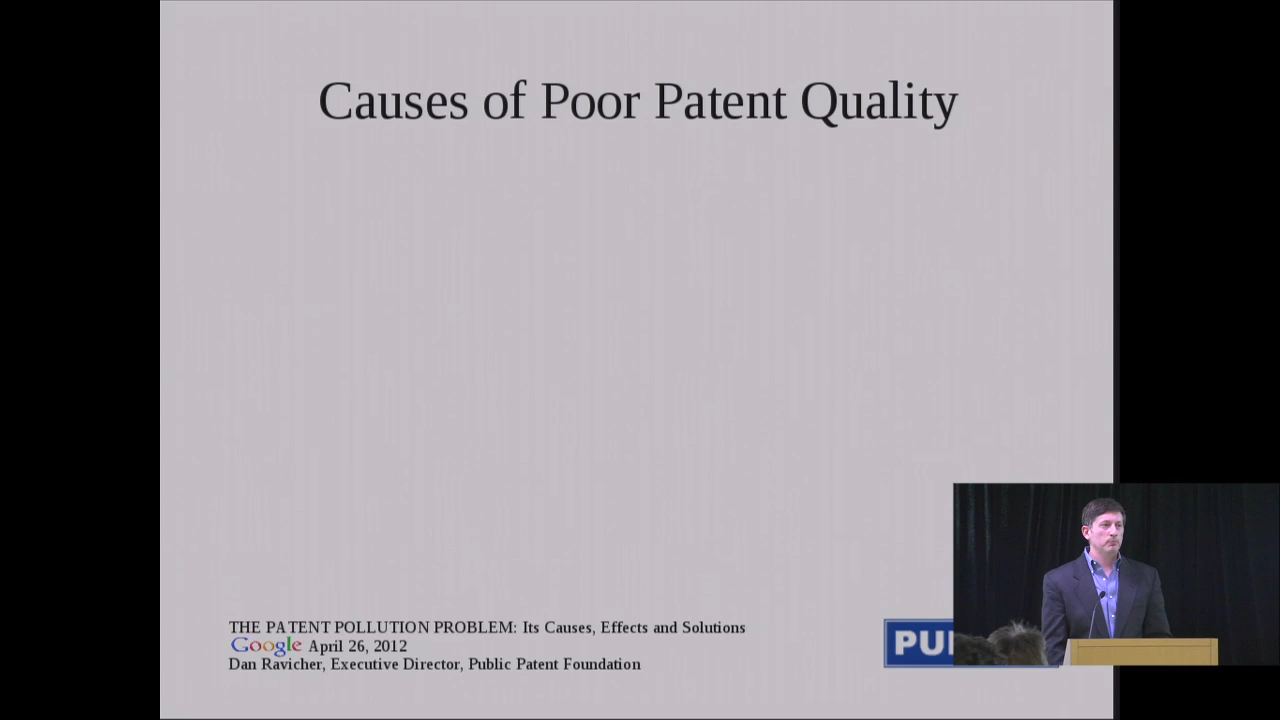 Causes of Poor Patent Quality
THE PATENT POLLUTION PROBLEM: Its Causes, Effects and Solutions
Google April 26, 2012
Dan Ravicher, Executive Director, Public Patent Foundation